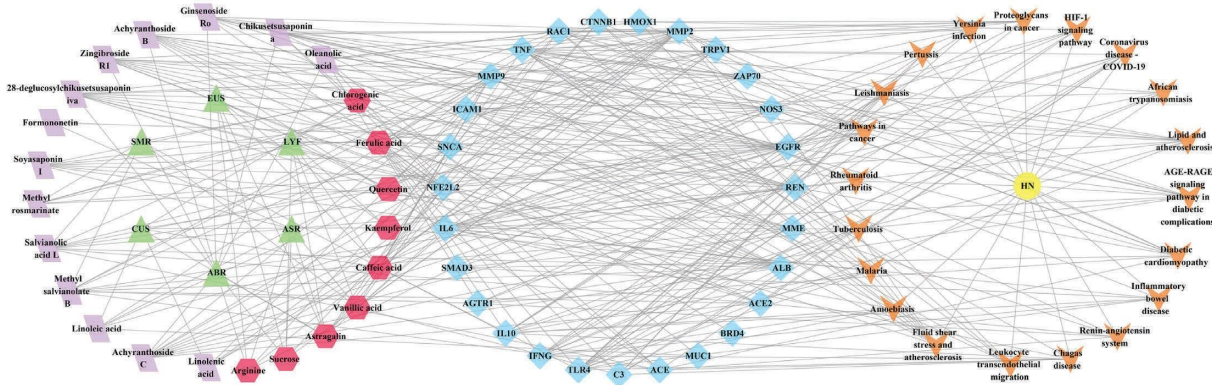 Ginsenoside
Ro
Chikusetsusaponin
a
Achyranthoside
B
Oleanolic
acid
Zingibroside
R1
28-deglucosylchikusetsusaponin
iva
Formononetin
Soyasaponin
I
Methyl
rosmarinate
Salvianolic
acid L
Methyl
salvianolate
B
Linoleic acid
Achyranthoside
C
Linolenic
acid
EUS
SMR
LYF
CUS
ASR
ABR
Chlorogenic
acid
Ferulic acid
Quercetin
Kaempferol
Caffeic acid
Vanillic acid
Astragalin
Sucrose
Arginine
CTNNB1
HMOX1
RAC1
MMP2
TNF
TRPV1
MMP9
ZAP70
ICAM1
NOS3
SNCA
EGFR
NFE2L2
REN
IL6
MME
SMAD3
ALB
AGTR1
ACE2
IL10
BRD4
IFNG
MUC1
TLR4
C3
ACE
Yersinia
infection
Proteoglycans
in cancer
HIF-1
signaling
pathway
Coronavirus
disease -
COVID-19
Pertussis
Leishmaniasis
African
trypanosomiasis
Pathways in
cancer
Lipid and
atherosclerosis
Rheumatoid
arthritis
HN
AGE-RAGE
signaling
pathway in
diabetic complications
Tuberculosis
Diabetic
cardiomyopathy
Malaria
Inflammatory
bowel
disease
Amoebiasis
Renin-angiotensin
system
Fluid shear
stress and
atherosclerosis
Leukocyte
transendothelial
migration
Chagas
disease